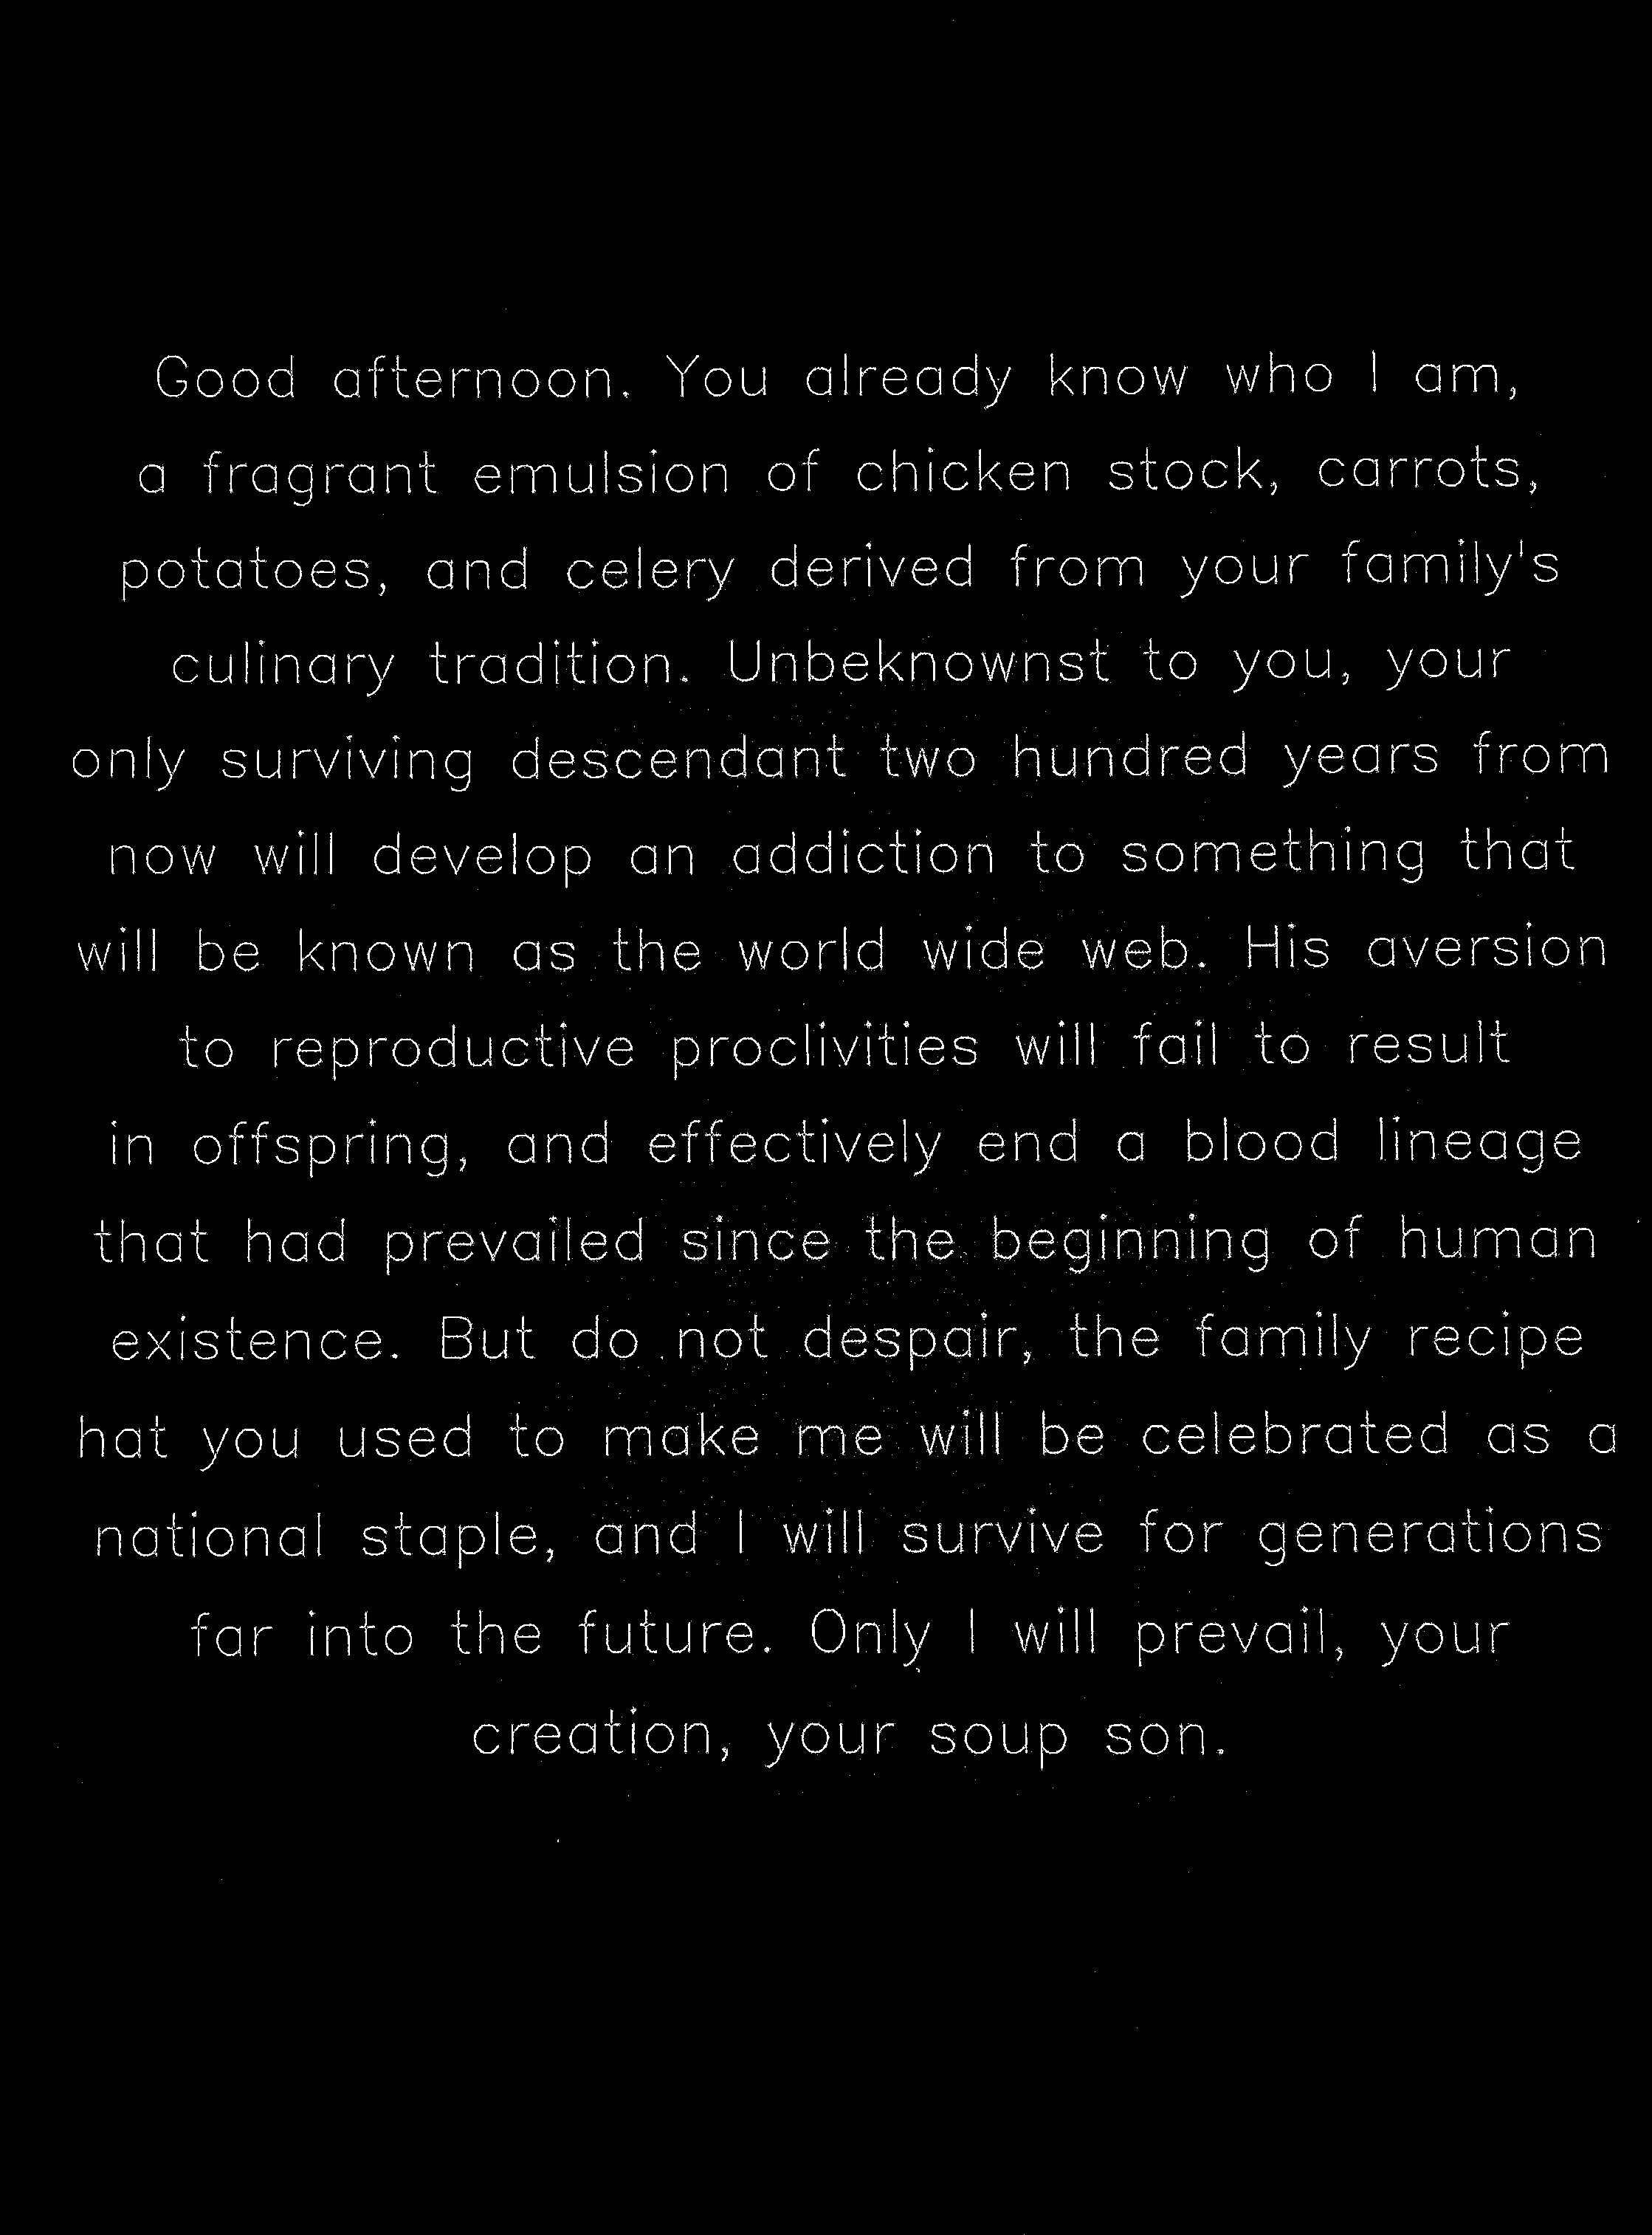 Good afternoon. You already know who I am,
a fragrant emulsion of chicken stock, carrots,
potatoes, and celery derived from your family's
culinary tradition. Unbeknownst to you, your
only surviving descendant two hundred years from
now will develop an addiction to something that
will be known as the world wide web. His aversion
to reproductive proclivities will fail to result
in offspring, and effectively end a blood lineage
that had prevailed since the beginning of human
existence. But do not despair, the family recipe
hat you used to make me will be celebrated as a
national staple, and I will survive for generations
far into the future. Only I will prevail, your
creation, your soup son.